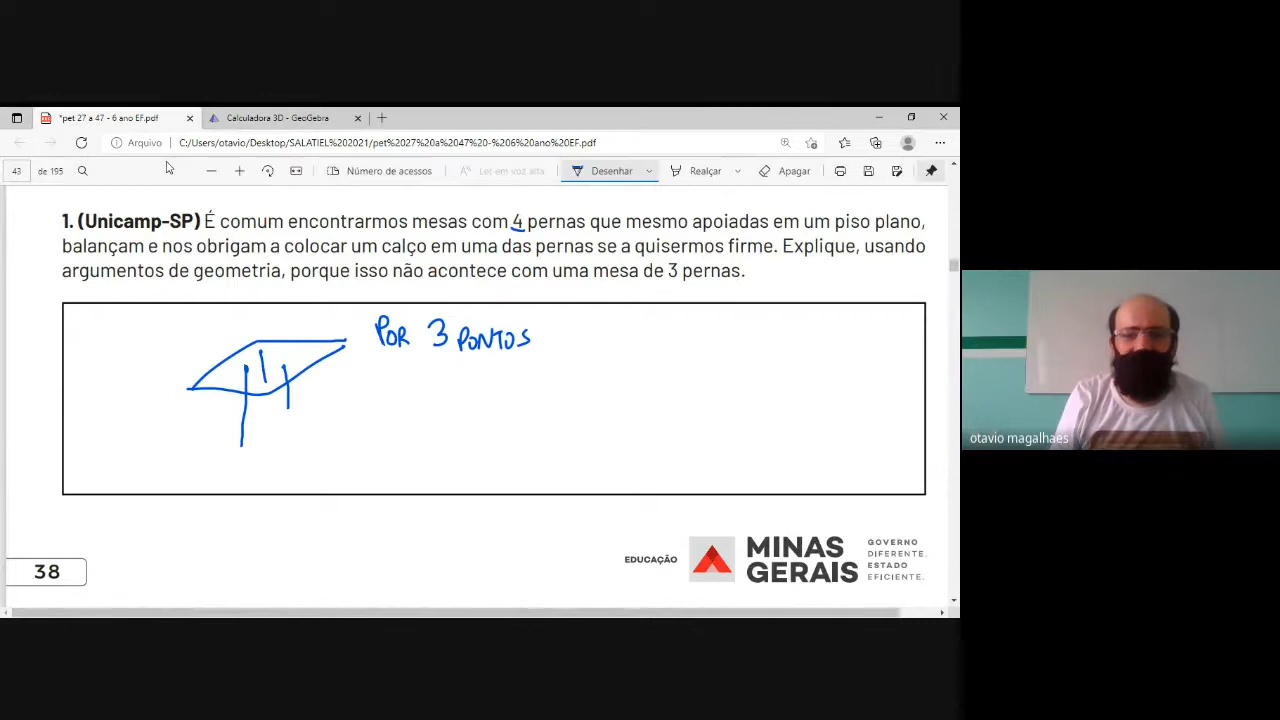 *pet 27 a 47 - 6 ano EF.pdf
Calculadora 3D - GeoGebra
Arquivo
C:/Users/otavio/Desktop/SALATIEL%202021/pet%2027%20a%2047%20-%206%20ano%20EF.pdf
43
de 195
Número de acessos
Let em voz alta
Desenhar
Realçar
Apagar
1. (Unicamp-SP) É comum encontrarmos mesas com 4 pernas que mesmo apoiadas em um piso plano,
balançam e nos obrigam a colocar um calço em uma das pernas se a quisermos firme. Explique, usando
argumentos de geometria, porque isso não acontece com uma mesa de 3 pernas.
POR 3 PONTOS
otavio magalhaes
38
EDUCAÇÃO
MINAS
GERAIS
GOVERNO
DIFERENTE.
ESTADO
EFICIENTE.